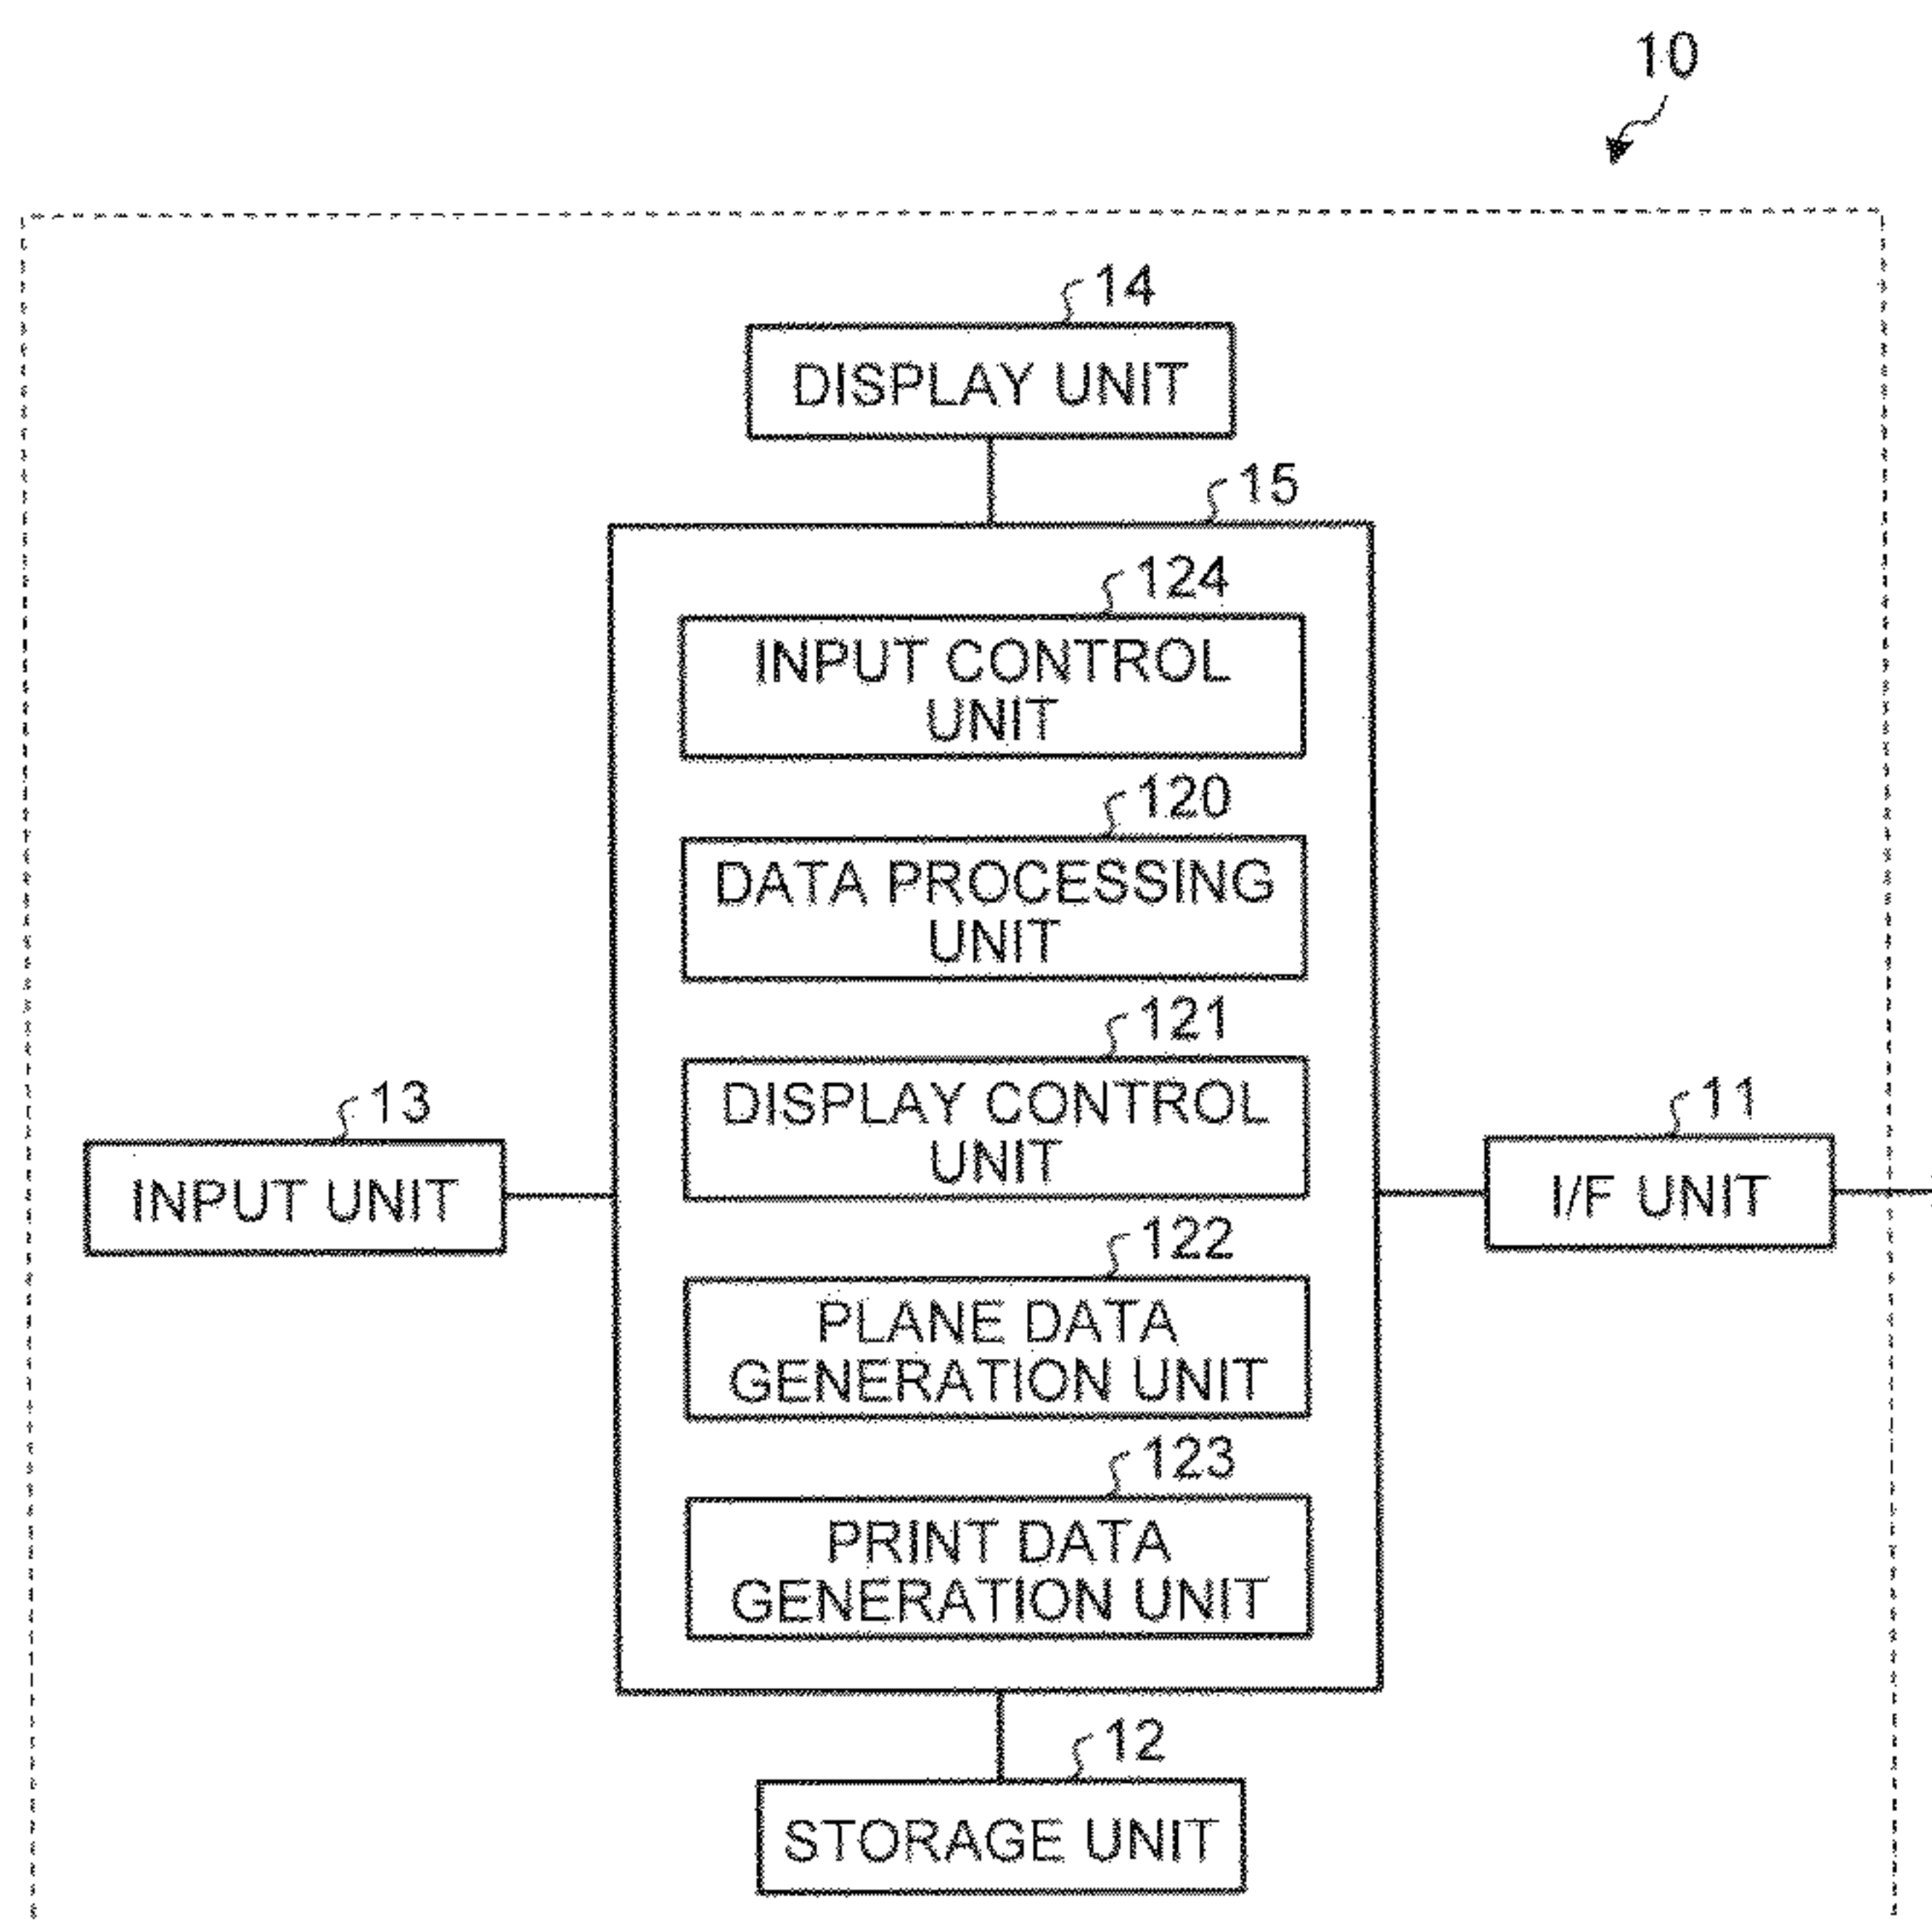 10
14
DISPLAY UNIT
15
124
INPUT CONTROL
UNIT
120
DATA PROCESSING
UNIT
121
DISPLAY CONTROL
UNIT
13
INPUT UNIT
11
I/F UNIT
122
PLANE DATA
GENERATION UNIT
123
PRINT DATA
GENERATION UNIT
12
STORAGE UNIT